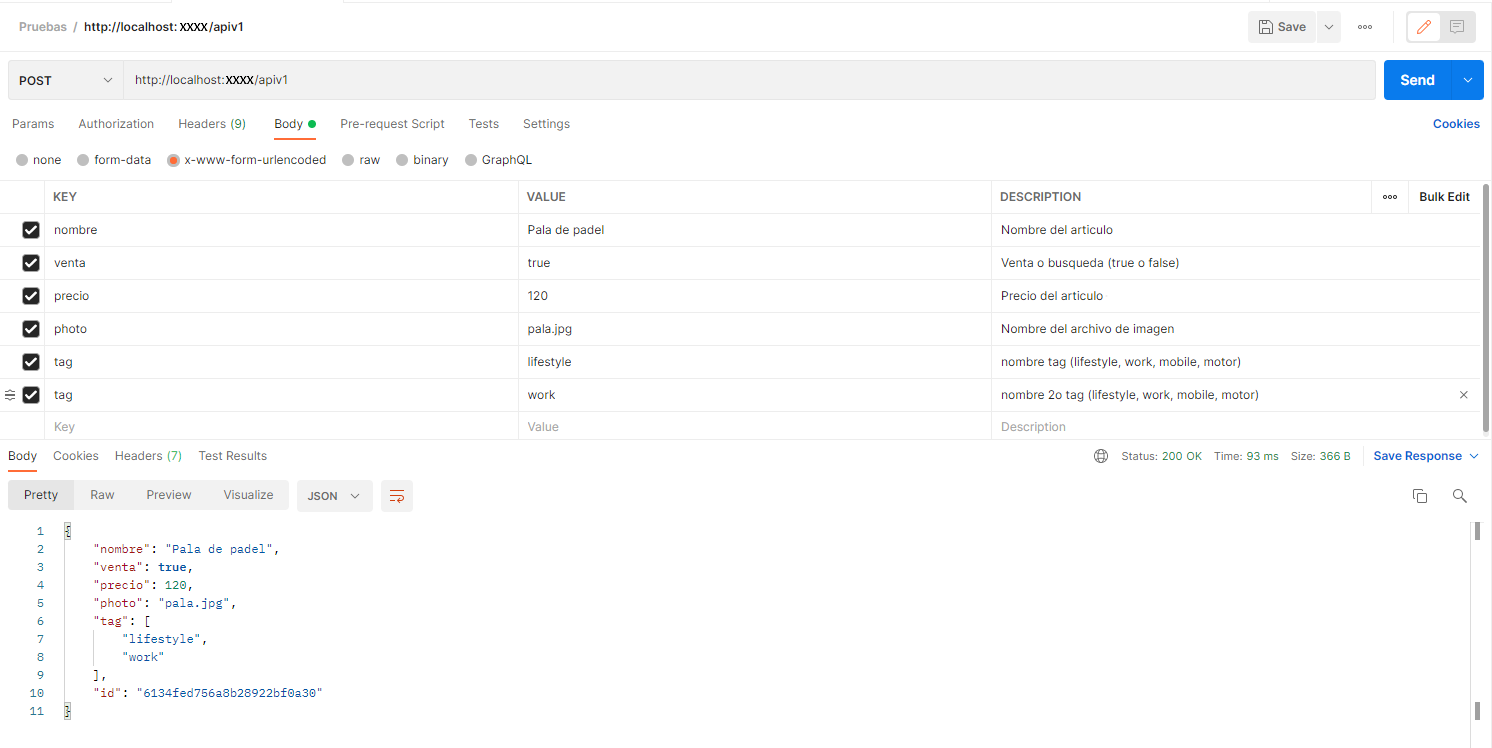 Pruebas / http://localhost: XXXX/apiv1 Save
POST http://localhost:XXXX/apiv1 Send
Params Authorization Headers (9) Body Pre-request Script Tests Settings Cookies
none form-data x-www-form-urlencoded raw binary GraphQL
KEY VALUE DESCRIPTION Bulk Edit
nombre Pala de padel Nombre del articulo
venta true Venta o busqueda (true o false)
precio 120 Precio del articulo
photo pala.jpg Nombre del archivo de imagen
tag lifestyle nombre tag (lifestyle, work, mobile, motor)
tag work nombre 2o tag (lifestyle, work, mobile, motor)
Key Value Description
Body Cookies Headers (7) Test Results Status: 200 OK Time: 93 ms Size: 366 B Save Response
Pretty Raw Preview Visualize JSON
1 {
2 "nombre": "Pala de padel",
3 "venta": true,
4 "precio": 120,
5 "photo": "pala.jpg",
6 "tag": [
7 "lifestyle",
8 "work"
9 ],
10 "id": "6134fed756a8b28922bf0a30"
11 }